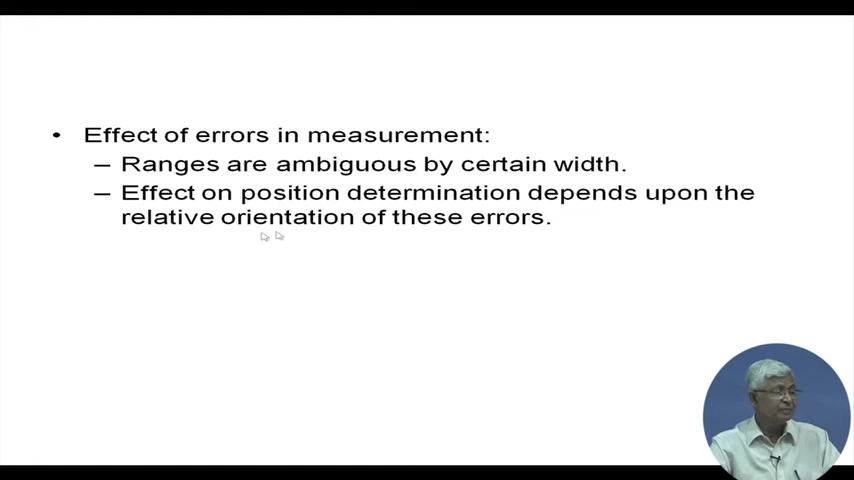 • Effect of errors in measurement:
– Ranges are ambiguous by certain width.
– Effect on position determination depends upon the
relative orientation of these errors.